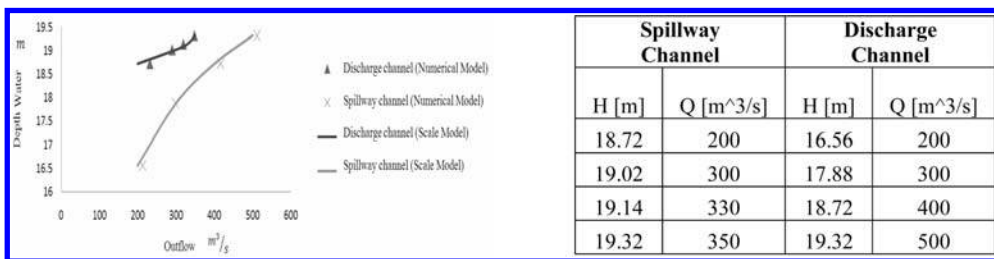 19.5
m
19
18.5
18
17.5
17
16.5
16
Depth Water
0 100 200 300 400 500 600
Outflow m³/s
Discharge channel (Numerical Model)
Spillway channel (Numerical Model)
Discharge channel (Scale Model)
Spillway channel (Scale Model)
Spillway Channel Discharge Channel
H [m] Q [m^3/s] H [m] Q [m^3/s]
18.72 200 16.56 200
19.02 300 17.88 300
19.14 330 18.72 400
19.32 350 19.32 500